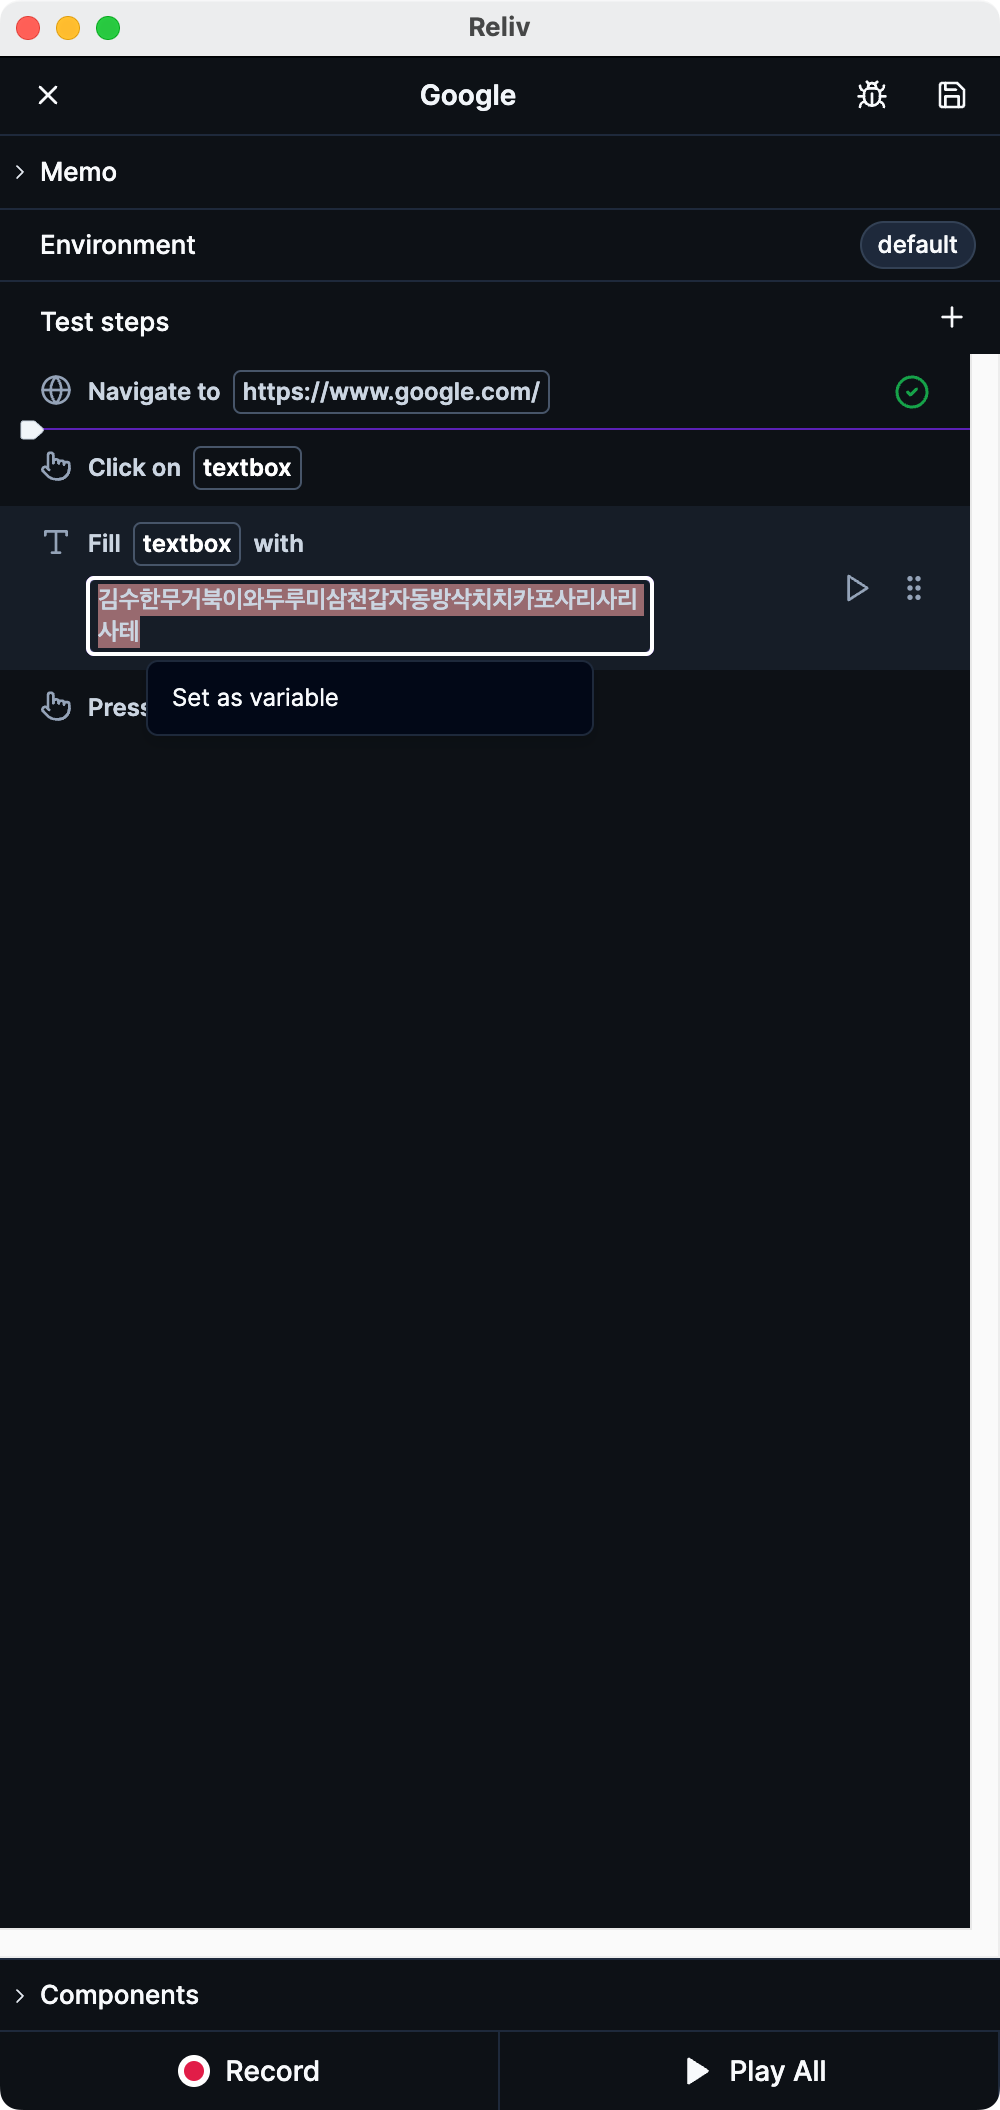 Reliv
Google
Memo
Environment
default
Test steps
Navigate to https://www.google.com/
Click on textbox
Fill textbox with
김수한무거북이와두루미삼천갑자동방삭치치카포사리사리
사테
Set as variable
Press
Components
Record
Play All